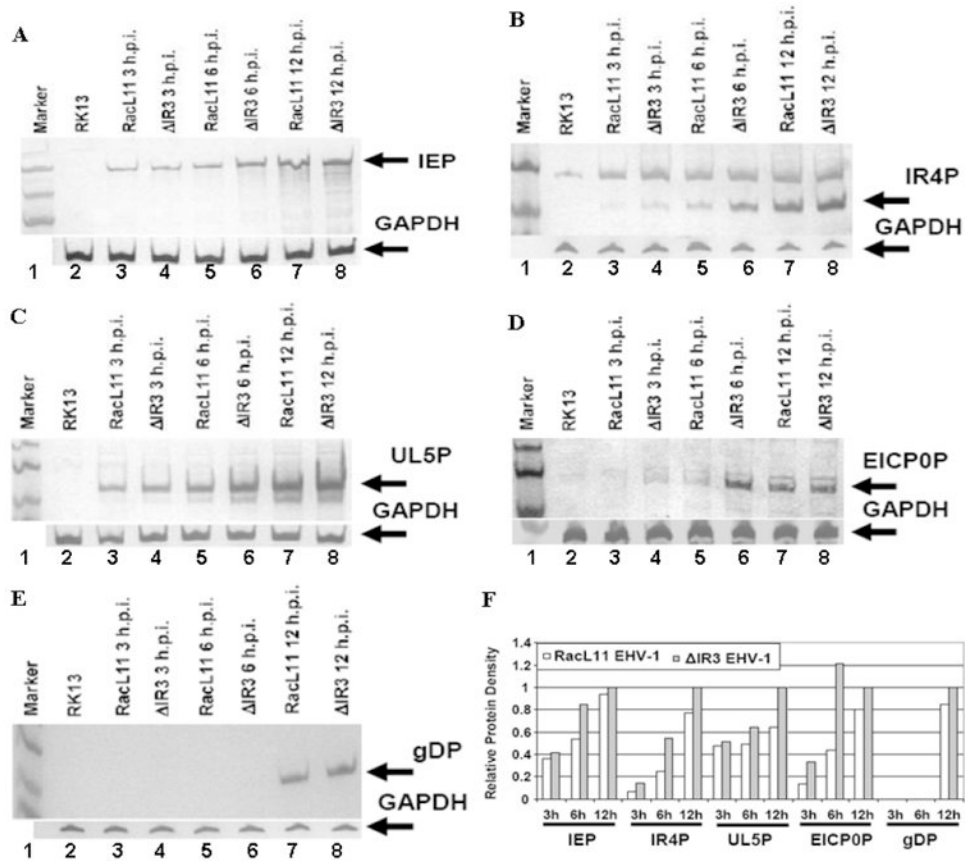 A
Marker
RK13
RacL11 3 h.p.i.
ΔIR3 3 h.p.i.
RacL11 6 h.p.i.
ΔIR3 6 h.p.i.
RacL11 12 h.p.i.
ΔIR3 12 h.p.i.
IEP
GAPDH
1 2 3 4 5 6 7 8
B
Marker
RK13
RacL11 3 h.p.i.
ΔIR3 3 h.p.i.
RacL11 6 h.p.i.
ΔIR3 6 h.p.i.
RacL11 12 h.p.i.
ΔIR3 12 h.p.i.
IR4P
GAPDH
1 2 3 4 5 6 7 8
C
Marker
RK13
RacL11 3 h.p.i.
ΔIR3 3 h.p.i.
RacL11 6 h.p.i.
ΔIR3 6 h.p.i.
RacL11 12 h.p.i.
ΔIR3 12 h.p.i.
UL5P
GAPDH
1 2 3 4 5 6 7 8
D
Marker
RK13
RacL11 3 h.p.i.
ΔIR3 3 h.p.i.
RacL11 6 h.p.i.
ΔIR3 6 h.p.i.
RacL11 12 h.p.i.
ΔIR3 12 h.p.i.
EICP0P
GAPDH
1 2 3 4 5 6 7 8
E
Marker
RK13
RacL11 3 h.p.i.
ΔIR3 3 h.p.i.
RacL11 6 h.p.i.
ΔIR3 6 h.p.i.
RacL11 12 h.p.i.
ΔIR3 12 h.p.i.
gDP
GAPDH
1 2 3 4 5 6 7 8
F
Relative Protein Density
1.4
1.2
1
0.8
0.6
0.4
0.2
0
RacL11 EHV-1 ΔIR3 EHV-1
3h 6h 12h 3h 6h 12h 3h 6h 12h 3h 6h 12h 3h 6h 12h
IEP IR4P UL5P EICP0P gDP